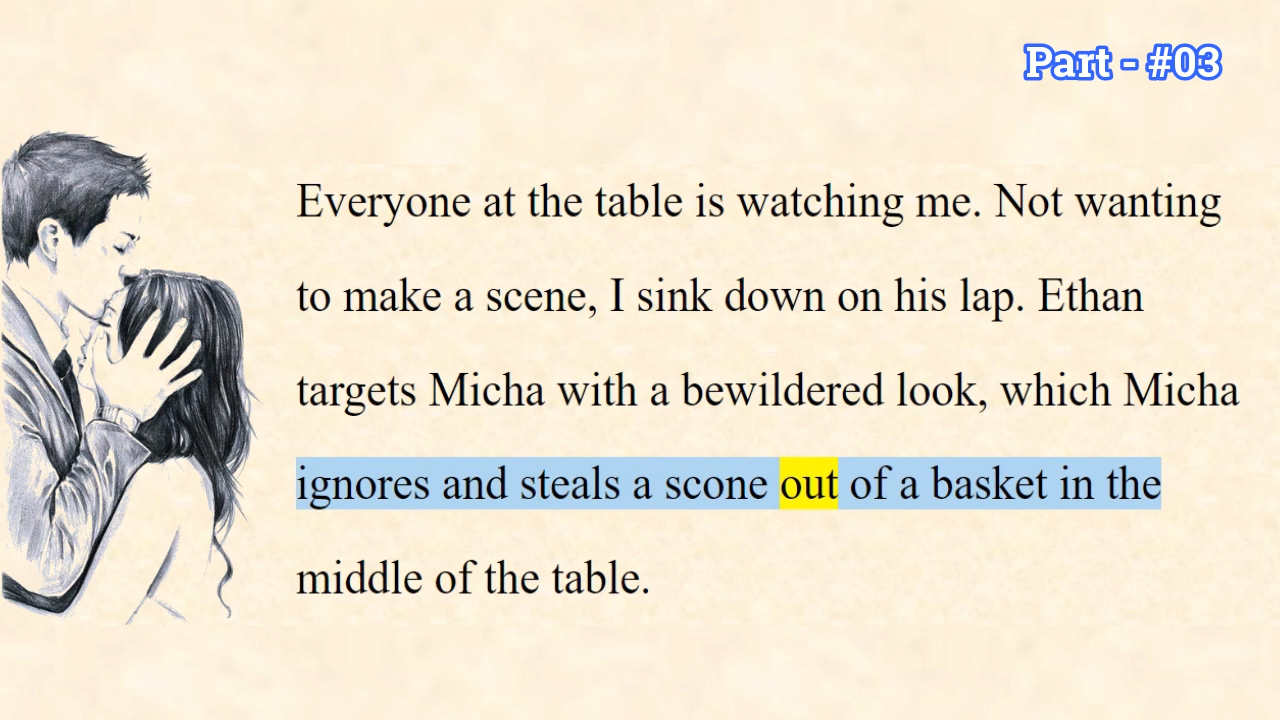 Part - #03
Everyone at the table is watching me. Not wanting
to make a scene, I sink down on his lap. Ethan
targets Micha with a bewildered look, which Micha
ignores and steals a scone out of a basket in the
middle of the table.